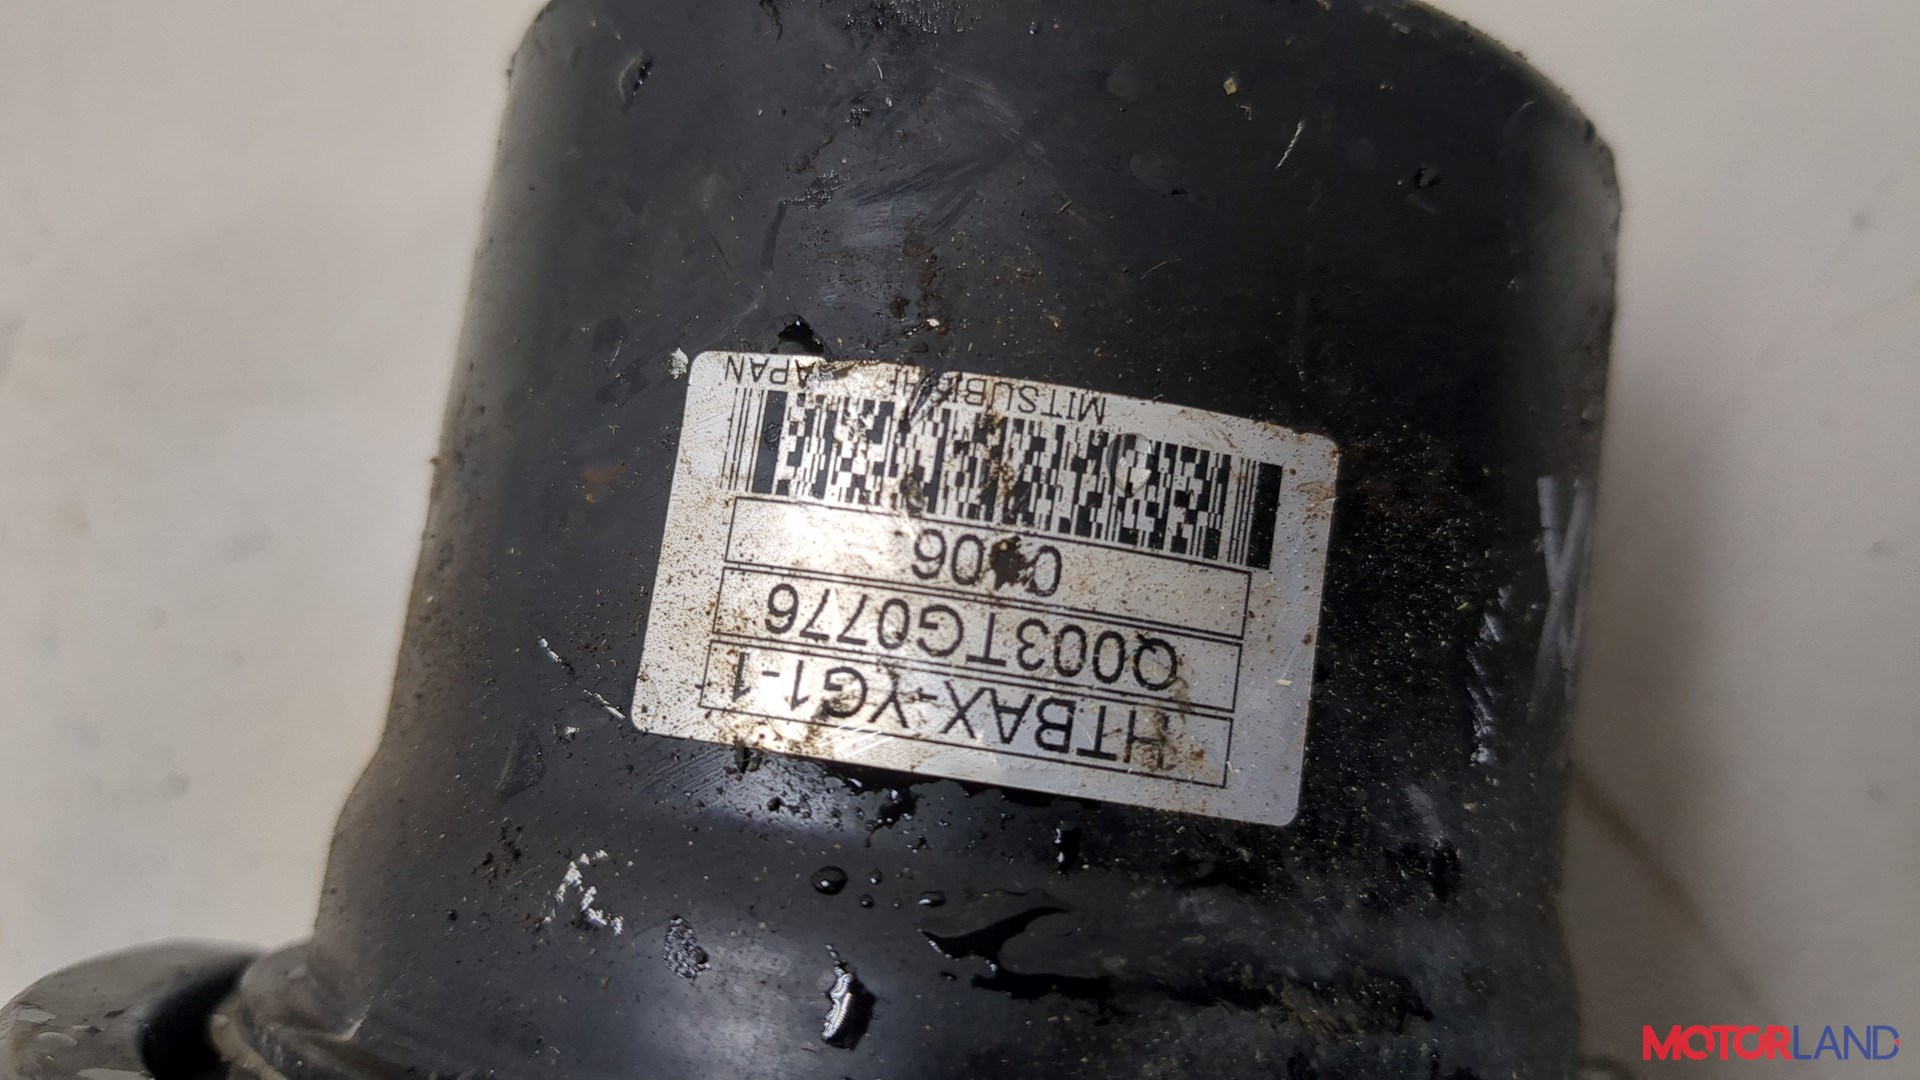 HTBAX-YG1-1
Q003TG0776
MITSUBISHI JAPAN
MOTORLAND